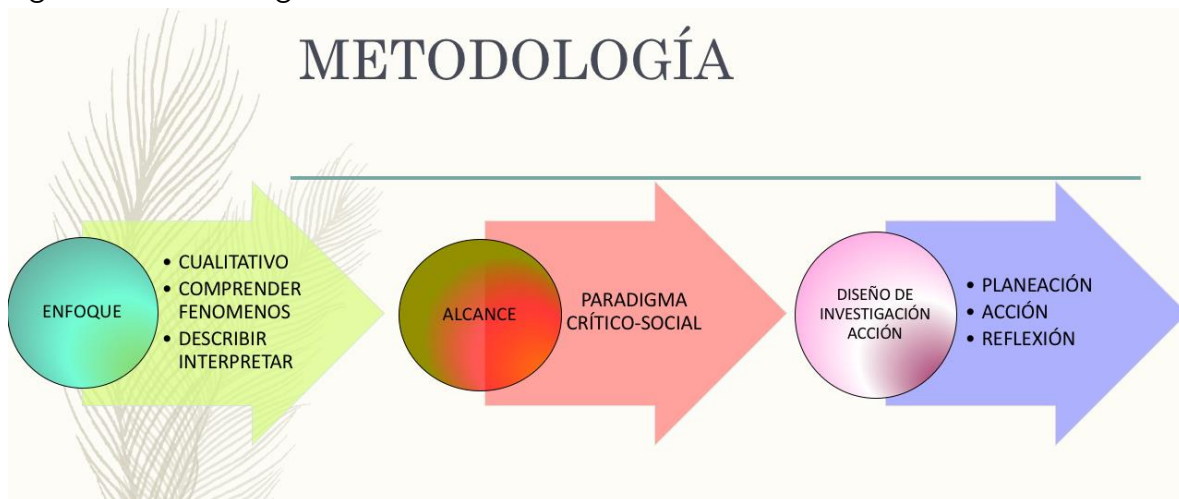 METODOLOGÍA
ENFOQUE
• CUALITATIVO
• COMPRENDER
FENOMENOS
• DESCRIBIR
INTERPRETAR
ALCANCE
PARADIGMA
CRÍTICO-SOCIAL
DISEÑO DE
INVESTIGACIÓN
ACCIÓN
• PLANEACIÓN
• ACCIÓN
• REFLEXIÓN